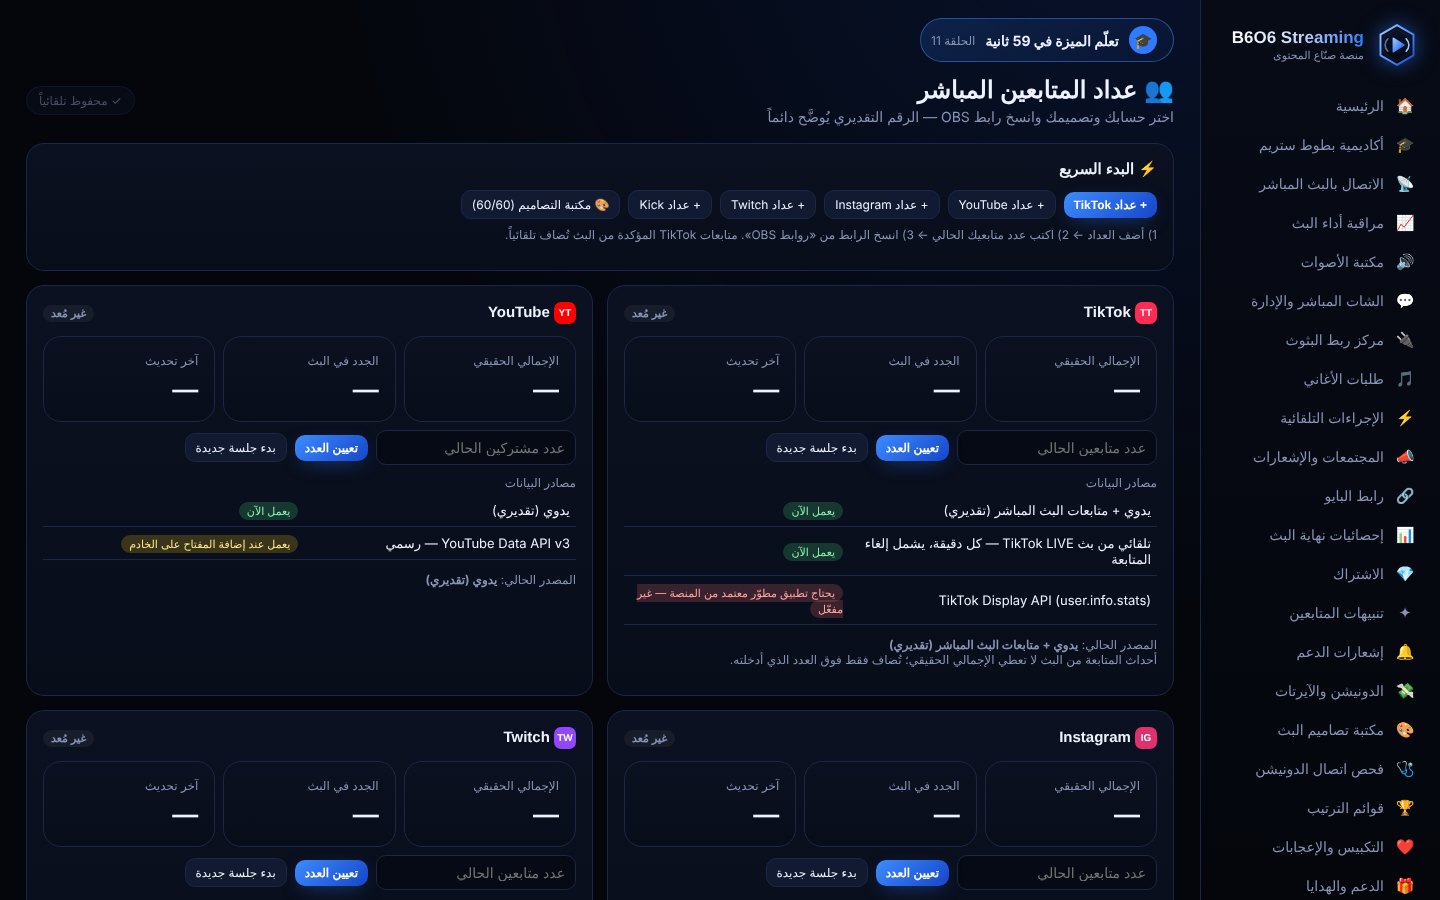 B6O6 Streaming
منصة صنّاع المحتوى
الرئيسية
أكاديمية بطوط ستريم
الاتصال بالبث المباشر
مراقبة أداء البث
مكتبة الأصوات
الشات المباشر والإدارة
مركز ربط البثوث
طلبات الأغاني
الإجراءات التلقائية
المجتمعات والإشعارات
رابط البايو
إحصائيات نهاية البث
الاشتراك
تنبيهات المتابعين
إشعارات الدعم
الدونيشن والآيرتات
مكتبة تصاميم البث
فحص اتصال الدونيشن
قوائم الترتيب
التكبيس والإعجابات
الدعم والهدايا
تعلّم الميزة في 59 ثانية الحلقة 11
عداد المتابعين المباشر
✓ محفوظ تلقائياً
اختر حسابك وتصميمك وانسخ رابط OBS — الرقم التقديري يُوضَّح دائماً
⚡ البدء السريع
+ عداد TikTok
+ عداد YouTube
+ عداد Instagram
+ عداد Twitch
+ عداد Kick
مكتبة التصاميم (60/60)
1) أضف العداد ← 2) اكتب عدد متابعيك الحالي ← 3) انسخ الرابط من «روابط OBS». متابعات TikTok المؤكدة من البث تُضاف تلقائياً.
TT TikTok
غير مُعد
الإجمالي الحقيقي
—
الجدد في البث
—
آخر تحديث
—
عدد متابعين الحالي
تعيين العدد
بدء جلسة جديدة
مصادر البيانات
يدوي + متابعات البث المباشر (تقديري)
يعمل الآن
تلقائي من بث TikTok LIVE — كل دقيقة، يشمل إلغاء
المتابعة
يعمل الآن
TikTok Display API (user.info.stats)
يحتاج تطبيق مطوّر معتمد من المنصة — غير
مفعّل
المصدر الحالي: يدوي + متابعات البث المباشر (تقديري)
أحداث المتابعة من البث لا تعطي الإجمالي الحقيقي؛ تُضاف فقط فوق العدد الذي أدخلته.
YT YouTube
غير مُعد
الإجمالي الحقيقي
—
الجدد في البث
—
آخر تحديث
—
عدد مشتركين الحالي
تعيين العدد
بدء جلسة جديدة
مصادر البيانات
يدوي (تقديري)
يعمل الآن
YouTube Data API v3 — رسمي
يعمل عند إضافة المفتاح على الخادم
المصدر الحالي: يدوي (تقديري)
IG Instagram
غير مُعد
الإجمالي الحقيقي
—
الجدد في البث
—
آخر تحديث
—
عدد متابعين الحالي
تعيين العدد
بدء جلسة جديدة
TW Twitch
غير مُعد
الإجمالي الحقيقي
—
الجدد في البث
—
آخر تحديث
—
عدد متابعين الحالي
تعيين العدد
بدء جلسة جديدة